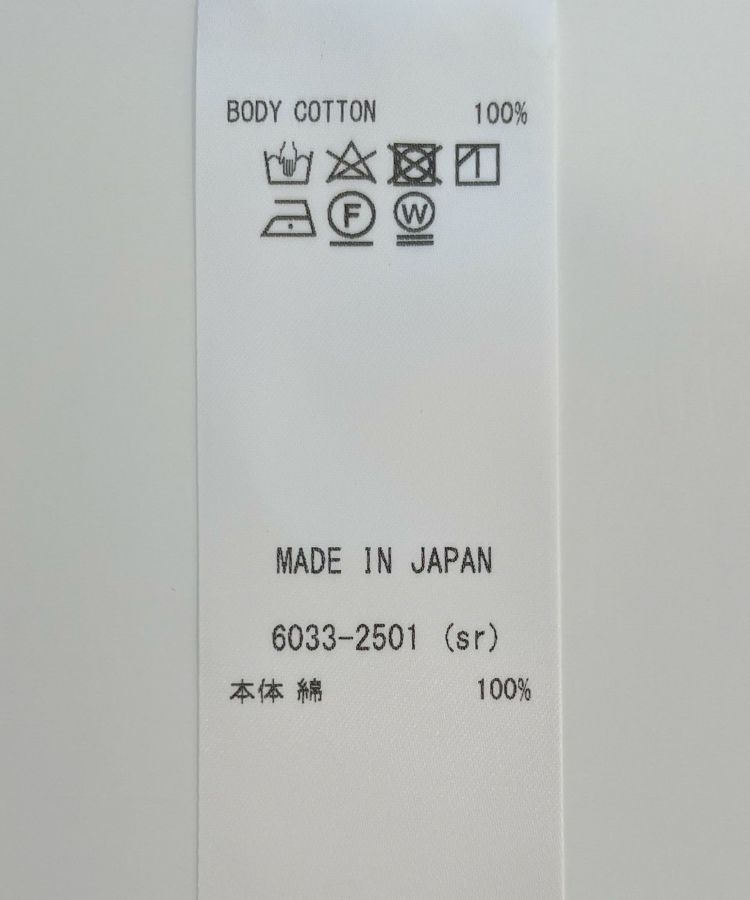 BODY COTTON 100%
F W
MADE IN JAPAN
6033-2501 (sr)
本体 綿 100%